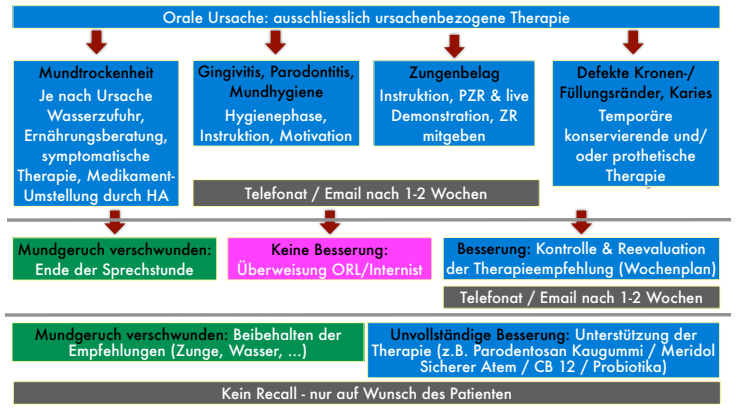 Orale Ursache: ausschliesslich ursachenbezogene Therapie
Mundtrockenheit
Je nach Ursache
Wasserzufuhr,
Ernährungsberatung,
symptomatische
Therapie, Medikament-
Umstellung durch HA
Gingivitis, Parodontitis,
Mundhygiene
Hygienephase,
Instruktion, Motivation
Zungenbelag
Instruktion, PZR & live
Demonstration, ZR
mitgeben
Defekte Kronen-/
Füllungsränder, Karies
Temporäre
konservierende und/
oder prothetische
Therapie
Telefonat / Email nach 1-2 Wochen
Mundgeruch verschwunden:
Ende der Sprechstunde
Keine Besserung:
Überweisung ORL/Internist
Besserung: Kontrolle & Reevaluation
der Therapieempfehlung (Wochenplan)
Telefonat / Email nach 1-2 Wochen
Mundgeruch verschwunden: Beibehalten der
Empfehlungen (Zunge, Wasser, ...)
Unvollständige Besserung: Unterstützung der
Therapie (z.B. Parodentosan Kaugummi / Meridol
Sicherer Atem / CB 12 / Probiotika)
Kein Recall - nur auf Wunsch des Patienten